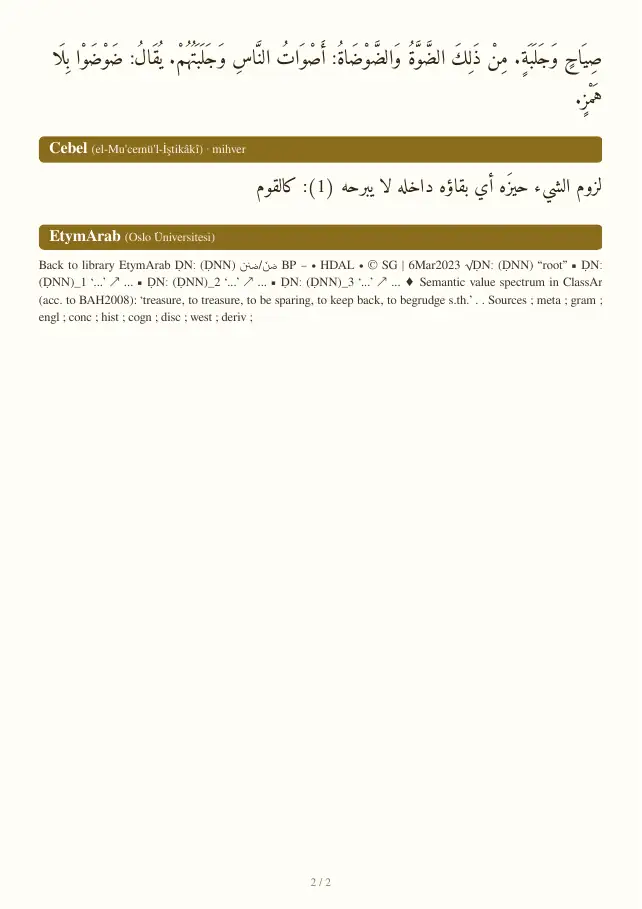 صِيَاحٍ وَجَلَبَةٍ. مِنْ ذَلِكَ الضَّوَّةُ وَالضَّوْضَاةُ: أَصْوَاتُ النَّاسِ وَجَلَبَتُهُمْ. يُقَالُ: ضَوْضَوْا بِلَا
هَمْزٍ.
Cebel (el-Mu'cemü'l-İştikâkî) · mihver
لزوم الشيء حيزَه أي بقاؤه داخله لا يبرحه (1): كالقوم
EtymArab (Oslo Üniversitesi)
Back to library EtymArab ḌNN (ḌNN) ضنّ/ضنن BP – • HDAL • © SG | 6Mar2023 √ḌN: (ḌNN) “root” ▪ ḌN:
(ḌNN)_1 ‘...’ ↗ ... ▪ ḌN: (ḌNN)_2 ‘...’ ↗ ... ▪ ḌN: (ḌNN)_3 ‘...’ ↗ ... ♦ Semantic value spectrum in ClassAr
(acc. to BAH2008): ‘treasure, to treasure, to be sparing, to keep back, to begrudge s.th.’ . . Sources ; meta ; gram ;
engl ; conc ; hist ; cogn ; disc ; west ; deriv ;
2 / 2